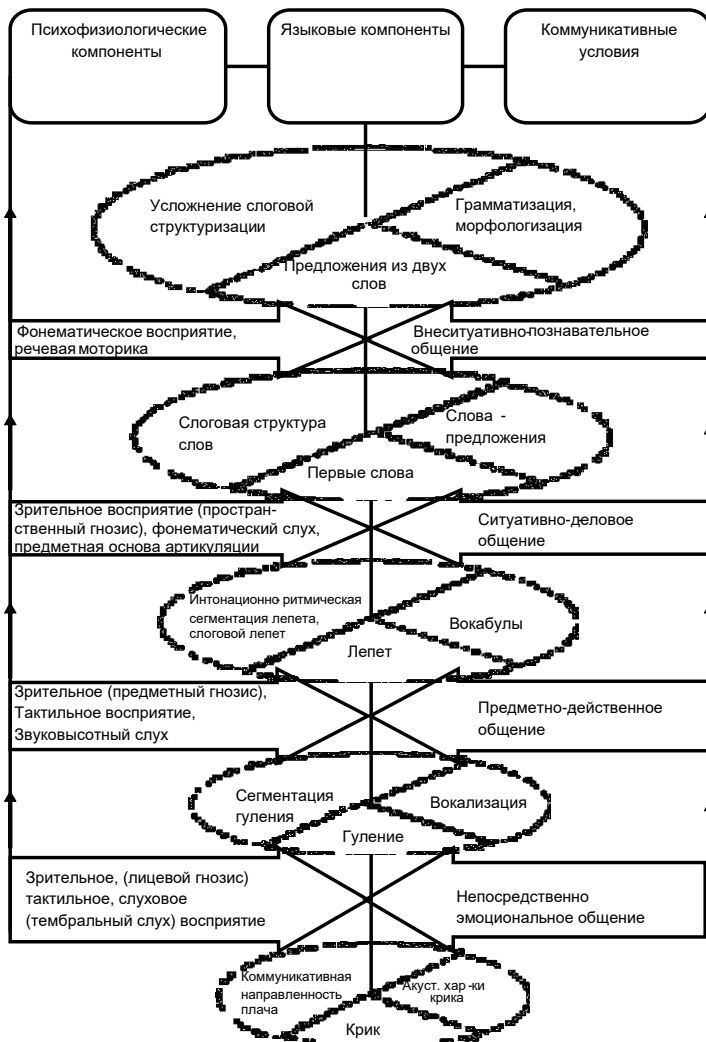 Психофизиологические
компоненты
Языковые компоненты
Коммуникативные
условия
Усложнение слоговой
структуризации
Грамматизация,
морфологизация
Предложения из двух
слов
Фонематическое восприятие,
речевая моторика
Внеситуативно-познавательное
общение
Слоговая структура
слов
Слова -
предложения
Первые слова
Зрительное восприятие (простран-
ственный гнозис), фонематический слух,
предметная основа артикуляции
Ситуативно-деловое
общение
Интонационно-ритмическая
сегментация лепета,
слоговой лепет
Вокабулы
Лепет
Зрительное (предметный гнозис),
Тактильное восприятие,
Звуковысотный слух
Предметно-действенное
общение
Сегментация
гуления
Вокализация
Гуление
Зрительное, (лицевой гнозис)
тактильное, слуховое
(тембральный слух) восприятие
Непосредственно
эмоциональное общение
Коммуникативная
направленность
плача
Акуст. хар-ки
крика
Крик